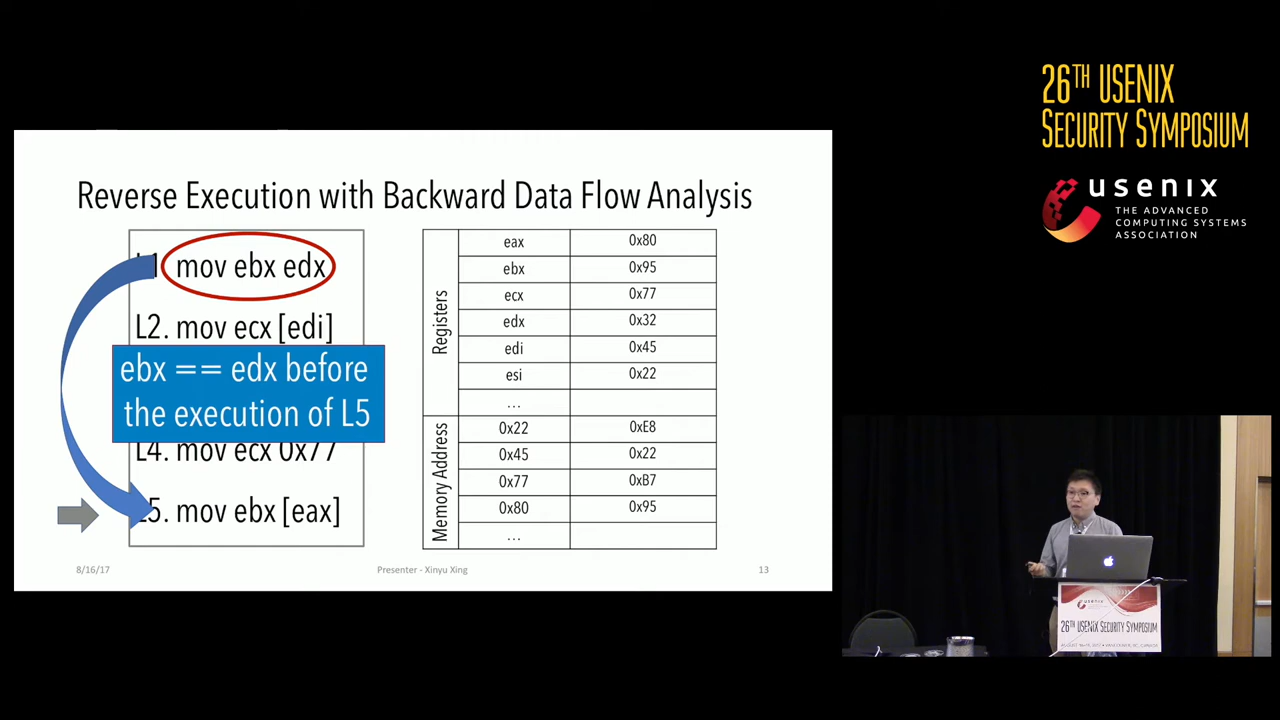 26TH USENIX
SECURITY SYMPOSIUM
usenix
THE ADVANCED
COMPUTING SYSTEMS
ASSOCIATION
Reverse Execution with Backward Data Flow Analysis
mov ebx edx
L2. mov ecx [edi]
ebx == edx before
the execution of L5
L4. mov ecx 0x77
L5. mov ebx [eax]
Registers
eax 0x80
ebx 0x95
ecx 0x77
edx 0x32
edi 0x45
esi 0x22
...
Memory Address
0x22 0xE8
0x45 0x22
0x77 0xB7
0x80 0x95
...
8/16/17
Presenter - Xinyu Xing
13
usenix
26TH USENIX SECURITY SYMPOSIUM